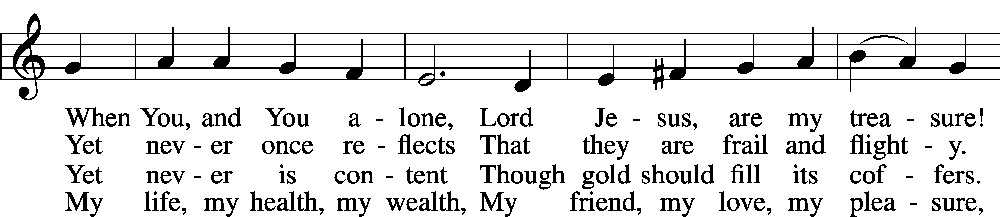 When You, and You a - lone, Lord Je - sus, are my trea - sure!
Yet nev - er once re - flects That they are frail and flight - y.
Yet nev - er is con - tent Though gold should fill its cof - fers.
My life, my health, my wealth, My friend, my love, my plea - sure,